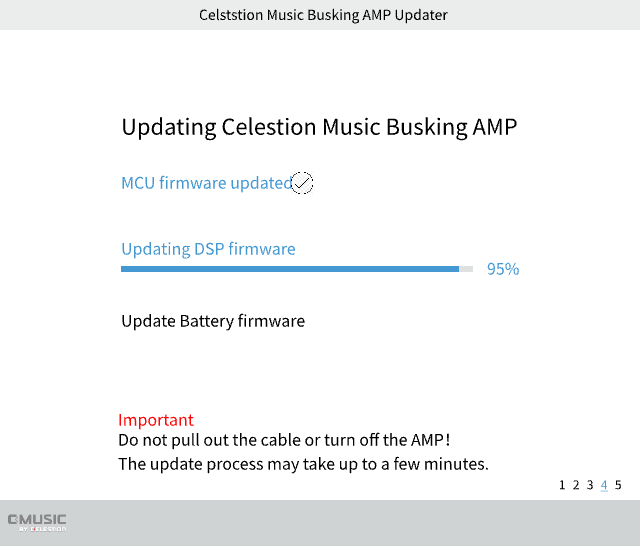 Celststion Music Busking AMP Updater
Updating Celestion Music Busking AMP
MCU firmware updated
Updating DSP firmware
95%
Update Battery firmware
Important
Do not pull out the cable or turn off the AMP!
The update process may take up to a few minutes.
1 2 3 4 5
C•MUSIC
BY CELESTION